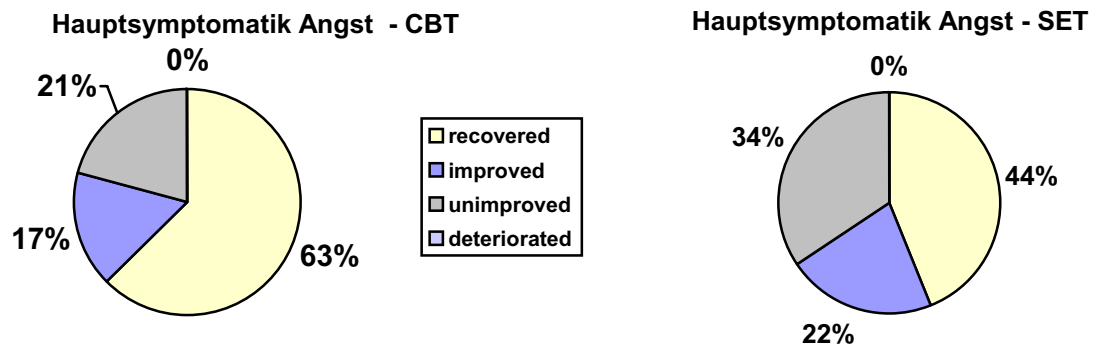 Hauptsymptomatik Angst - CBT
0%
21%
17%
63%
recovered
improved
unimproved
deteriorated
Hauptsymptomatik Angst - SET
0%
34%
44%
22%